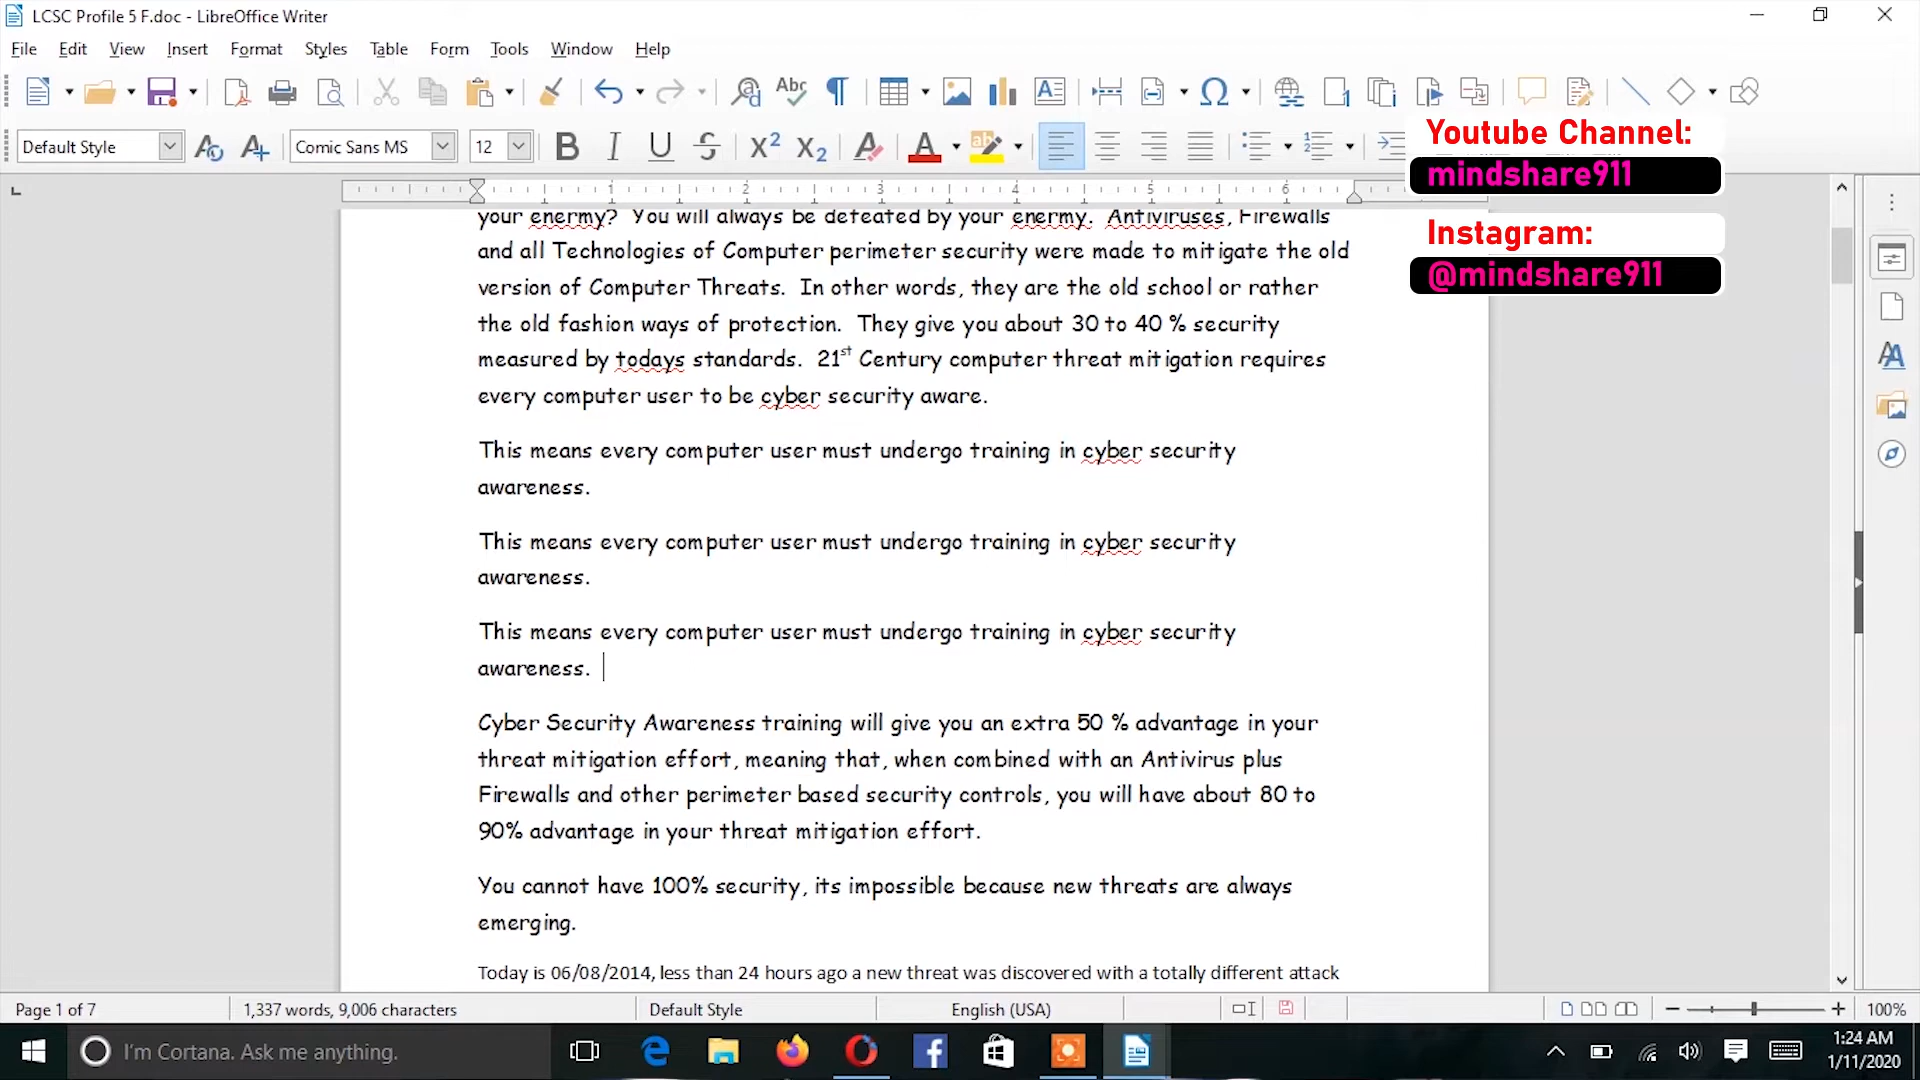 LCSC Profile 5 F.doc - LibreOffice Writer
File Edit View Insert Format Styles Table Form Tools Window Help
Default Style Comic Sans MS 12
Youtube Channel:
mindshare911
Instagram:
@mindshare911
1 2 3 4 5 6
your enermy?  You will always be defeated by your enermy.  Antiviruses, Firewalls
and all Technologies of Computer perimeter security were made to mitigate the old
version of Computer Threats.  In other words, they are the old school or rather
the old fashion ways of protection.  They give you about 30 to 40 % security
measured by todays standards.  21st Century computer threat mitigation requires
every computer user to be cyber security aware.
This means every computer user must undergo training in cyber security
awareness.
This means every computer user must undergo training in cyber security
awareness.
This means every computer user must undergo training in cyber security
awareness.
Cyber Security Awareness training will give you an extra 50 % advantage in your
threat mitigation effort, meaning that, when combined with an Antivirus plus
Firewalls and other perimeter based security controls, you will have about 80 to
90% advantage in your threat mitigation effort.
You cannot have 100% security, its impossible because new threats are always
emerging.
Today is 06/08/2014, less than 24 hours ago a new threat was discovered with a totally different attack
Page 1 of 7 1,337 words, 9,006 characters Default Style English (USA) 100%
I'm Cortana. Ask me anything.
1:24 AM
1/11/2020